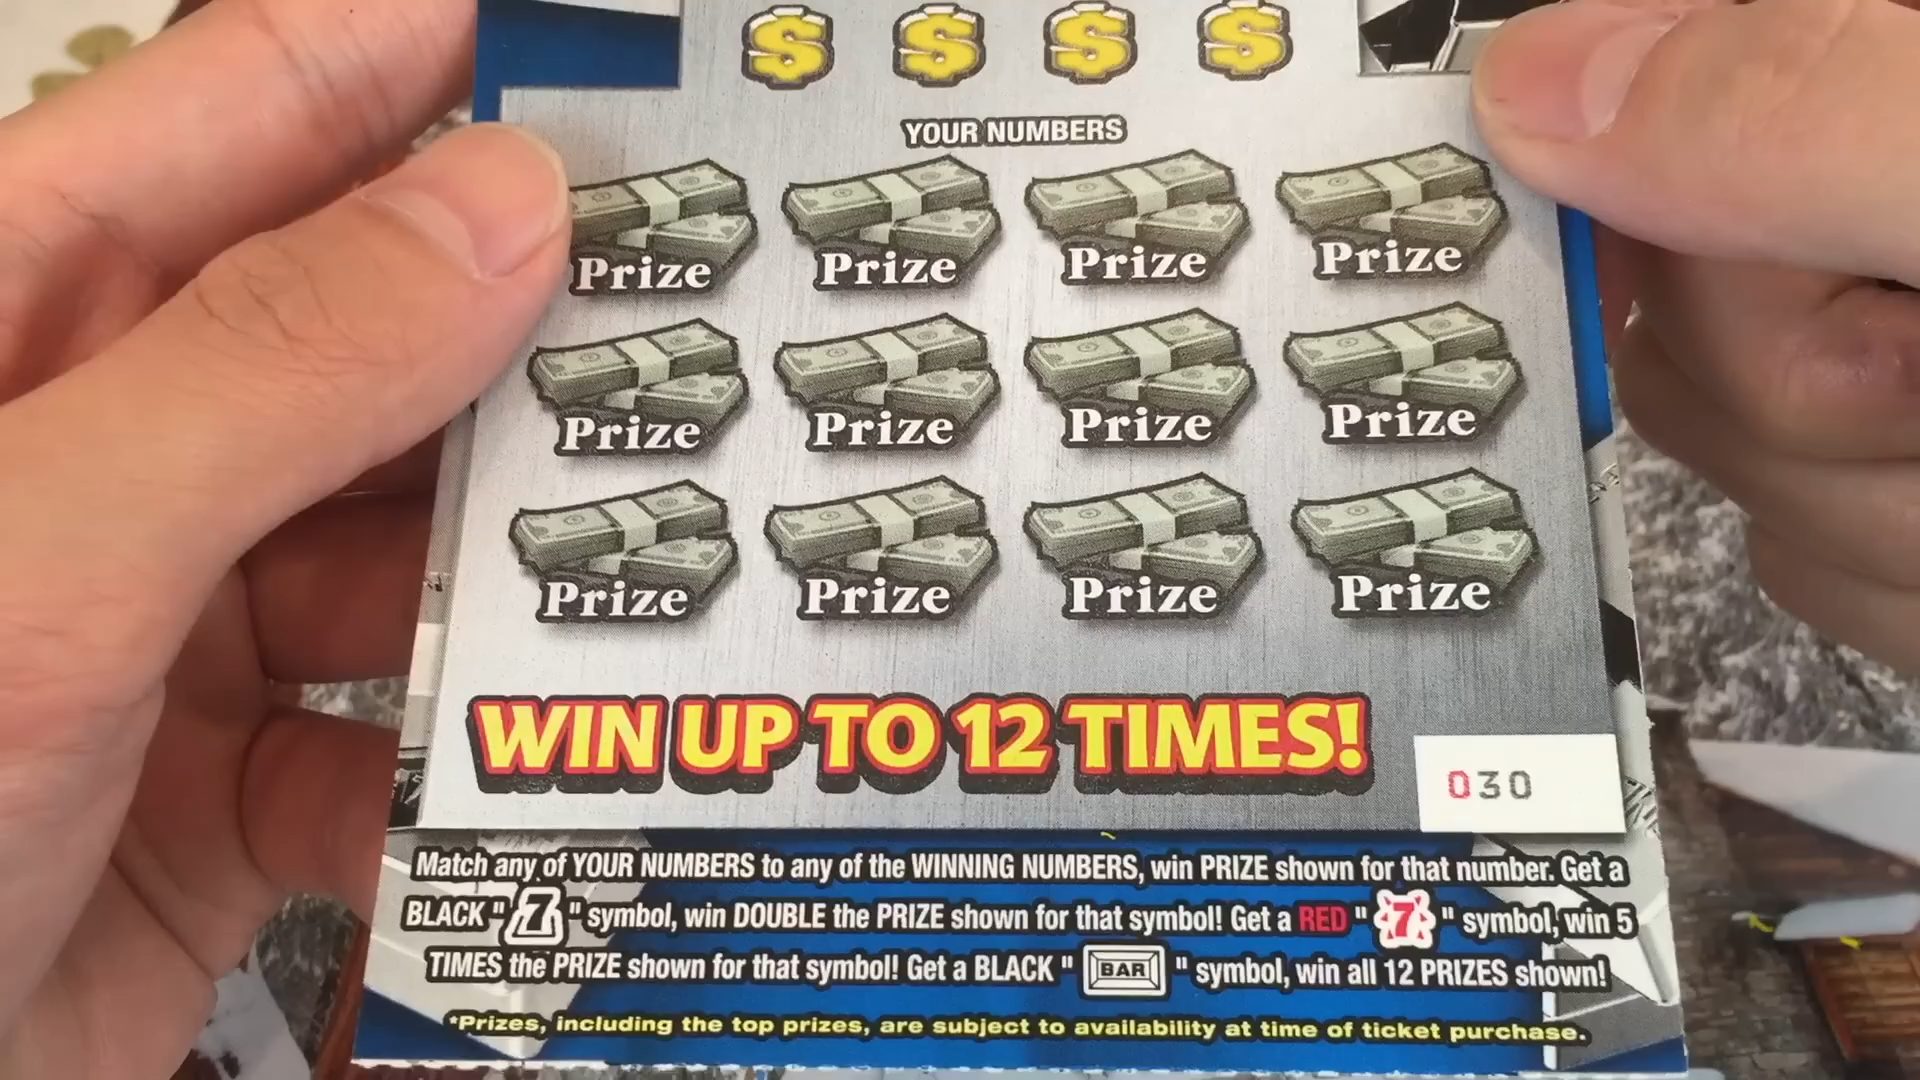 $ $ $ $
YOUR NUMBERS
Prize Prize Prize Prize
Prize Prize Prize Prize
Prize Prize Prize Prize
WIN UP TO 12 TIMES!
030
Match any of YOUR NUMBERS to any of the WINNING NUMBERS, win PRIZE shown for that number. Get a
BLACK "7" symbol, win DOUBLE the PRIZE shown for that symbol! Get a RED "7" symbol, win 5
TIMES the PRIZE shown for that symbol! Get a BLACK "BAR" symbol, win all 12 PRIZES shown!
*Prizes, including the top prizes, are subject to availability at time of ticket purchase.